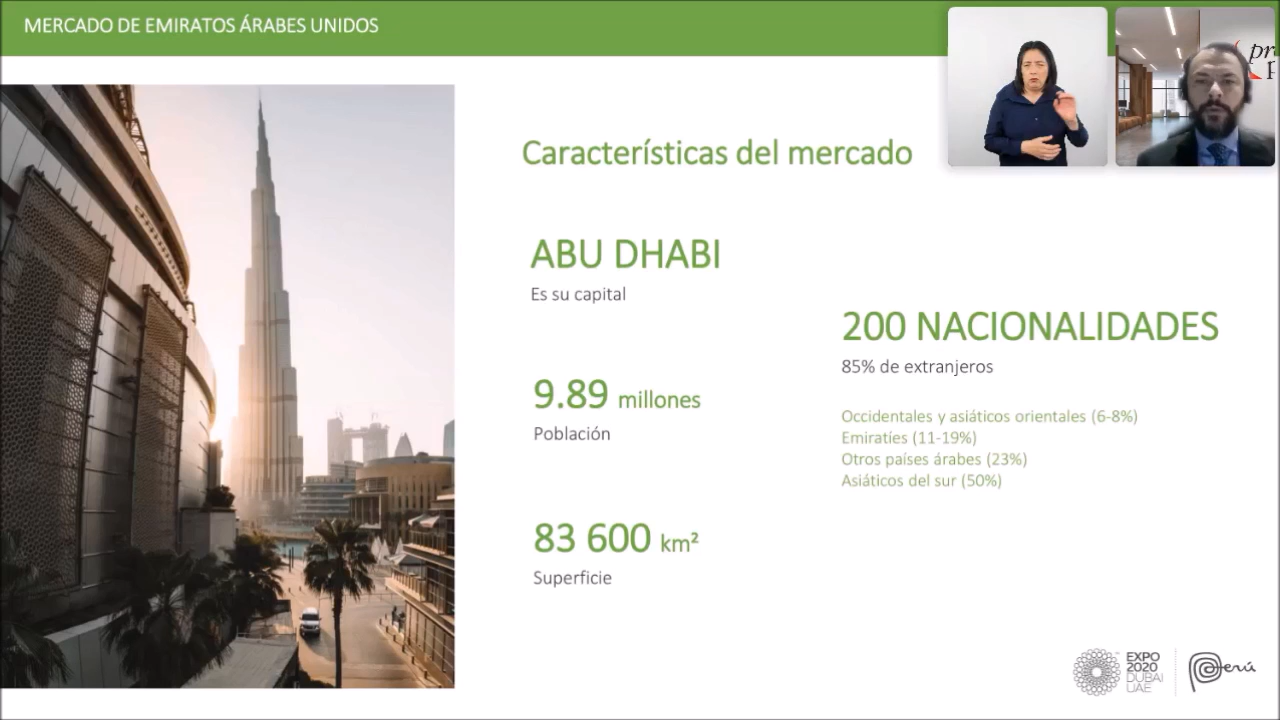 MERCADO DE EMIRATOS ÁRABES UNIDOS
Características del mercado
ABU DHABI
Es su capital
9.89 millones
Población
83 600 km²
Superficie
200 NACIONALIDADES
85% de extranjeros
Occidentales y asiáticos orientales (6-8%)
Emiratíes (11-19%)
Otros países árabes (23%)
Asiáticos del sur (50%)
EXPO
2020
DUBAI
UAE
Perú